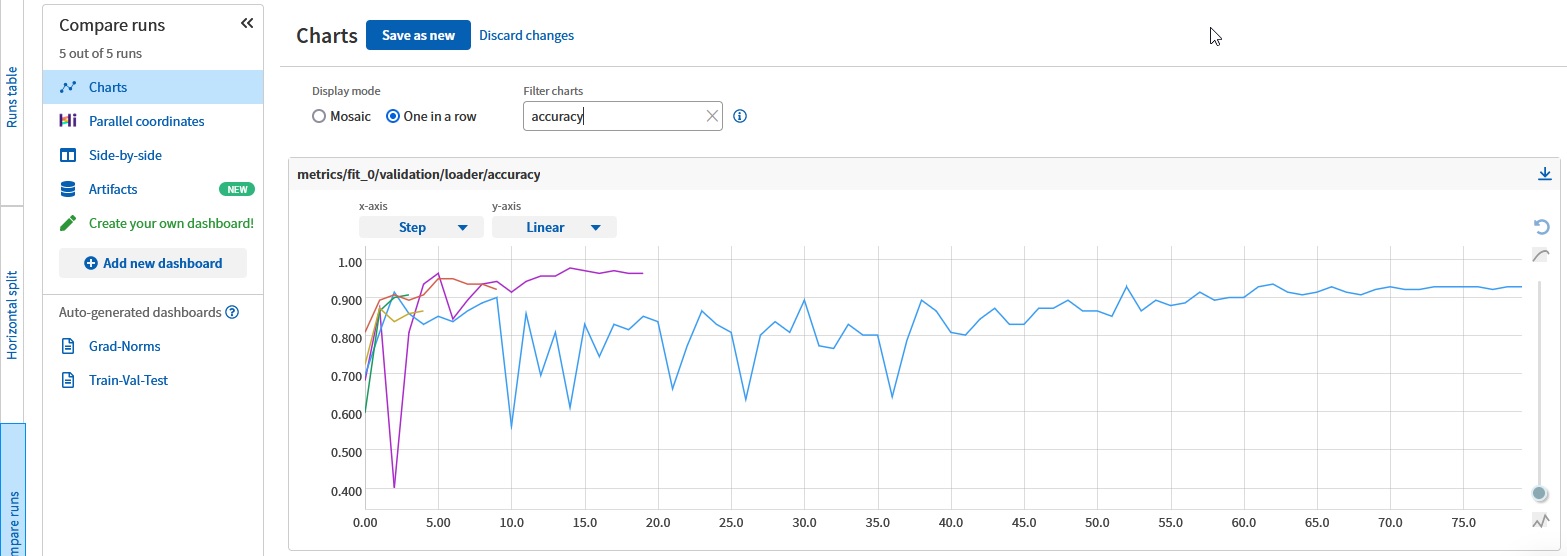 Runs table
Horizontal split
mpare runs
Compare runs
5 out of 5 runs
Charts
Parallel coordinates
Side-by-side
Artifacts NEW
Create your own dashboard!
Add new dashboard
Auto-generated dashboards
Grad-Norms
Train-Val-Test
Charts Save as new Discard changes
Display mode Filter charts
Mosaic One in a row accuracy
metrics/fit_0/validation/loader/accuracy
x-axis y-axis
Step Linear
1.00
0.900
0.800
0.700
0.600
0.500
0.400
0.00 5.00 10.0 15.0 20.0 25.0 30.0 35.0 40.0 45.0 50.0 55.0 60.0 65.0 70.0 75.0